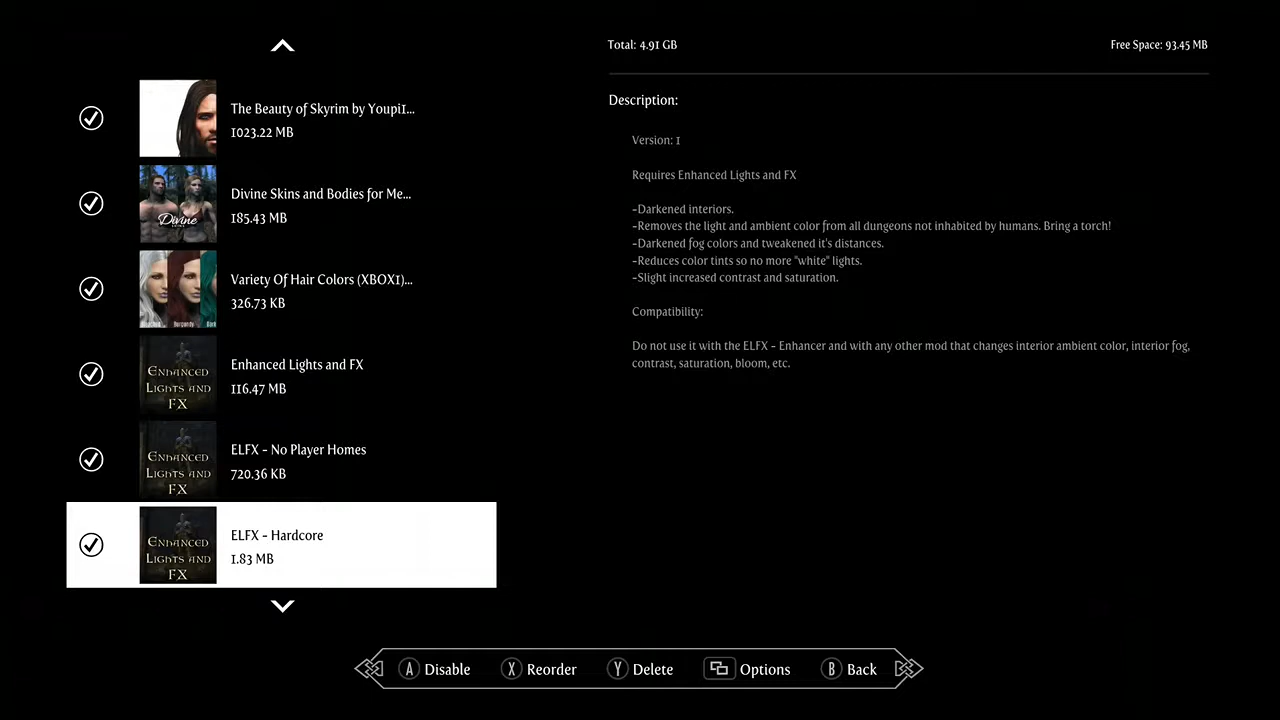 Total: 4.91 GB
Free Space: 93.45 MB
The Beauty of Skyrim by Youpi1...
1023.22 MB
Divine Skins and Bodies for Me...
185.43 MB
Divine
Variety Of Hair Colors (XBOX1)...
326.73 KB
Burgundy
Dark
Enhanced Lights and FX
116.47 MB
Enhanced
Lights and
FX
ELFX - No Player Homes
720.36 KB
Enhanced
Lights and
FX
ELFX - Hardcore
1.83 MB
Enhanced
Lights and
FX
Description:
Version: 1
Requires Enhanced Lights and FX
-Darkened interiors.
-Removes the light and ambient color from all dungeons not inhabited by humans. Bring a torch!
-Darkened fog colors and tweakened it's distances.
-Reduces color tints so no more "white" lights.
-Slight increased contrast and saturation.
Compatibility:
Do not use it with the ELFX - Enhancer and with any other mod that changes interior ambient color, interior fog,
contrast, saturation, bloom, etc.
A Disable X Reorder Y Delete Options B Back